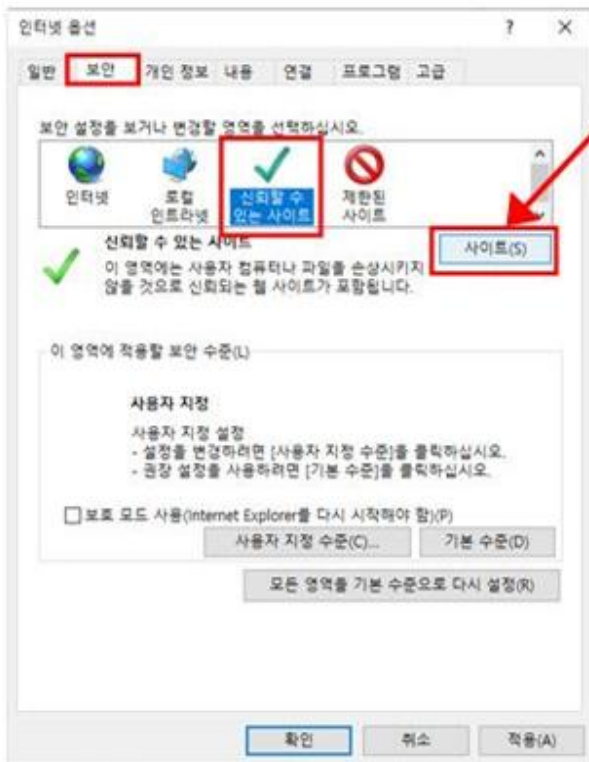 인터넷 옵션 ? ×
일반 보안 개인 정보 내용 연결 프로그램 고급
보안 설정을 보거나 변경할 영역을 선택하십시오.
인터넷 로컬 인트라넷 신뢰할 수 있는 사이트 제한된 사이트
신뢰할 수 있는 사이트
사이트(S)
이 영역에는 사용자 컴퓨터나 파일을 손상시키지
않을 것으로 신뢰되는 웹 사이트가 포함됩니다.
이 영역에 적용할 보안 수준(L)
사용자 지정
사용자 지정 설정
- 설정을 변경하려면 [사용자 지정 수준]을 클릭하십시오.
- 권장 설정을 사용하려면 [기본 수준]을 클릭하십시오.
보호 모드 사용(Internet Explorer를 다시 시작해야 함)(P)
사용자 지정 수준(C)... 기본 수준(D)
모든 영역을 기본 수준으로 다시 설정(R)
확인 취소 적용(A)